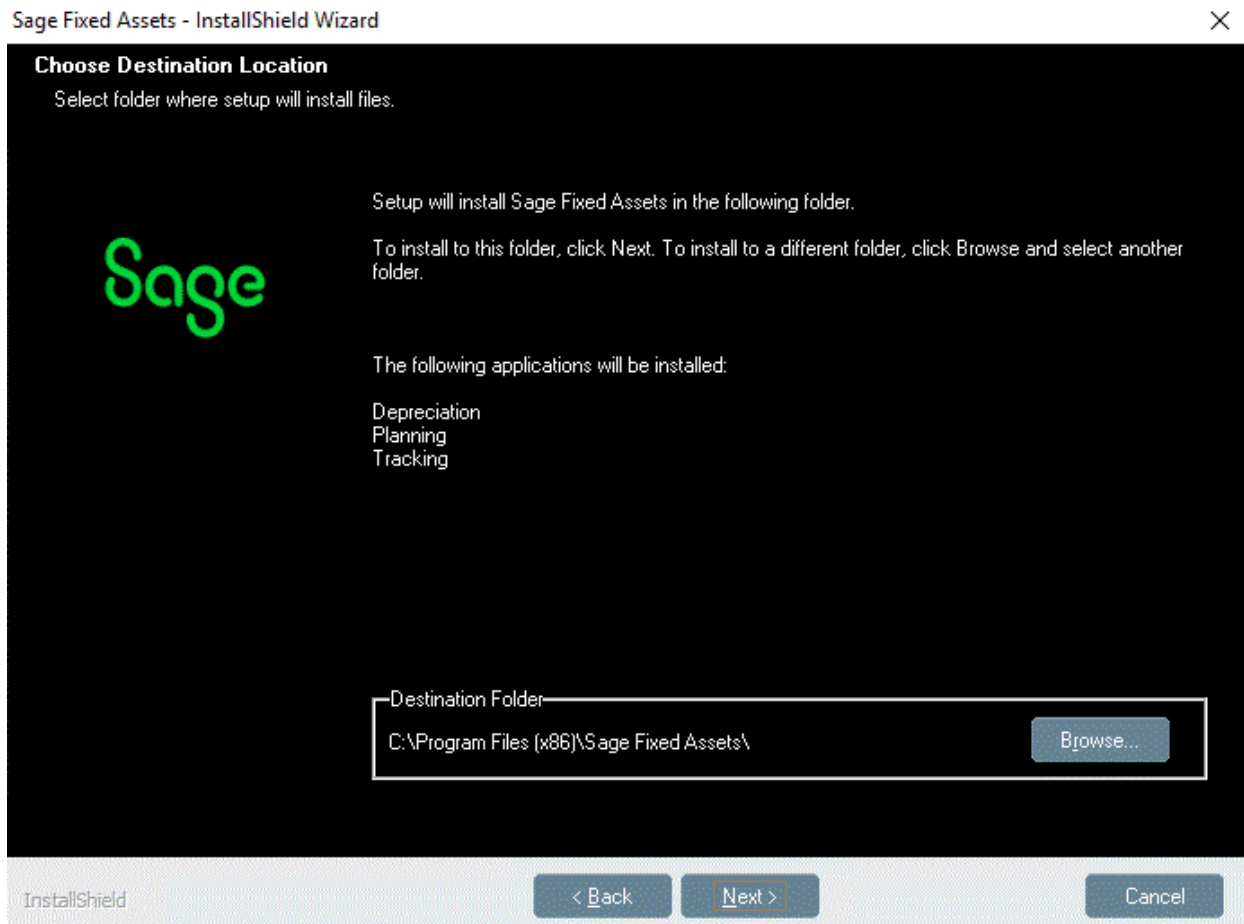 Sage Fixed Assets - InstallShield Wizard
Choose Destination Location
Select folder where setup will install files.
Setup will install Sage Fixed Assets in the following folder.
To install to this folder, click Next. To install to a different folder, click Browse and select another
folder.
Sage
The following applications will be installed:
Depreciation
Planning
Tracking
Destination Folder
C:\Program Files (x86)\Sage Fixed Assets\
Browse...
InstallShield
< Back
Next >
Cancel